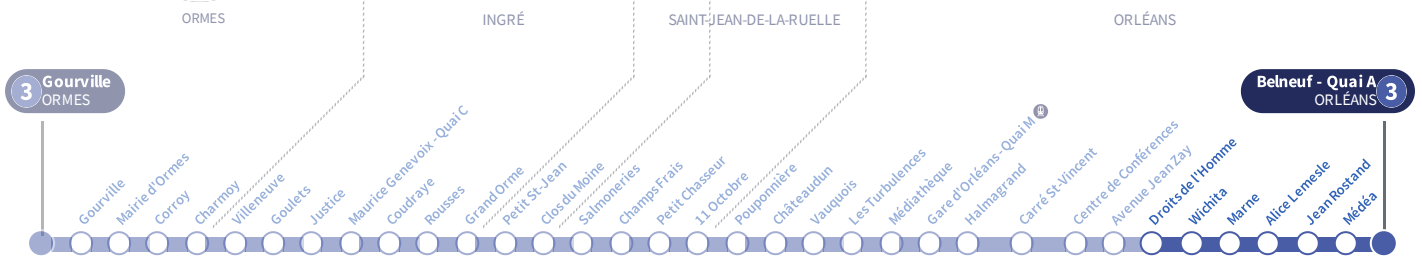 ORMES
INGRÉ
SAINT-JEAN-DE-LA-RUELLE
ORLÉANS
3 Gourville
ORMES
Belneuf - Quai A 3
ORLÉANS
Gourville
Mairie d'Ormes
Corroy
Charmoy
Villeneuve
Goulets
Justice
Maurice Genevoix - Quai C
Coudraye
Rousses
Grand Orme
Petit St-Jean
Clos du Moine
Salmoneries
Champs Frais
Petit Chasseur
11 Octobre
Pouponnière
Châteaudun
Vauquois
Les Turbulences
Médiathèque
Gare d'Orléans - Quai M
Halmagrand
Carré St-Vincent
Centre de Conférences
Avenue Jean Zay
Droits de l'Homme
Wichita
Marne
Alice Lemesle
Jean Rostand
Médéa